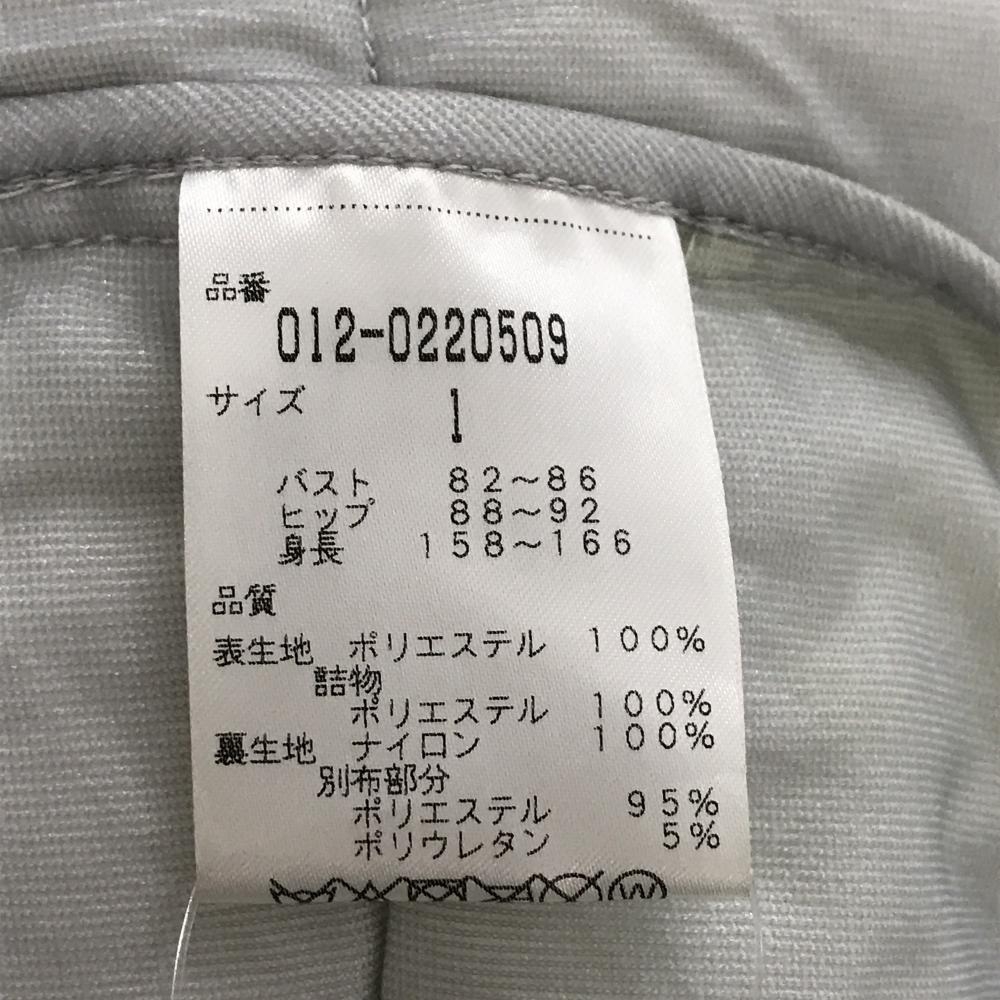 品番
012-0220509
サイズ 1
バスト 82～86
ヒップ 88～92
身長 158～166
品質
表生地 ポリエステル 100%
詰物
ポリエステル 100%
裏生地 ナイロン 100%
別布部分
ポリエステル 95%
ポリウレタン 5%
W